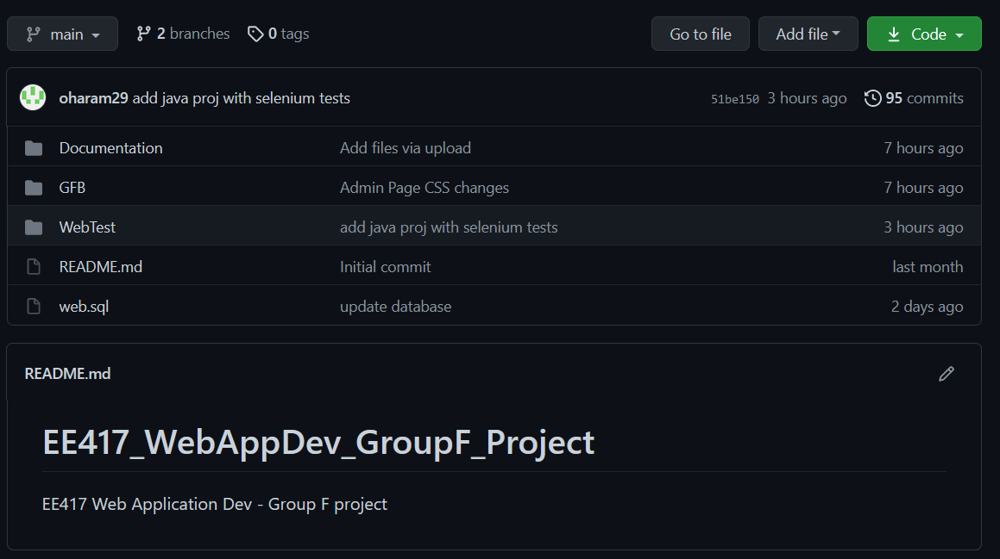 main 2 branches 0 tags Go to file Add file Code
oharam29 add java proj with selenium tests 51be150 3 hours ago 95 commits
Documentation Add files via upload 7 hours ago
GFB Admin Page CSS changes 7 hours ago
WebTest add java proj with selenium tests 3 hours ago
README.md Initial commit last month
web.sql update database 2 days ago
README.md
EE417_WebAppDev_GroupF_Project
EE417 Web Application Dev - Group F project